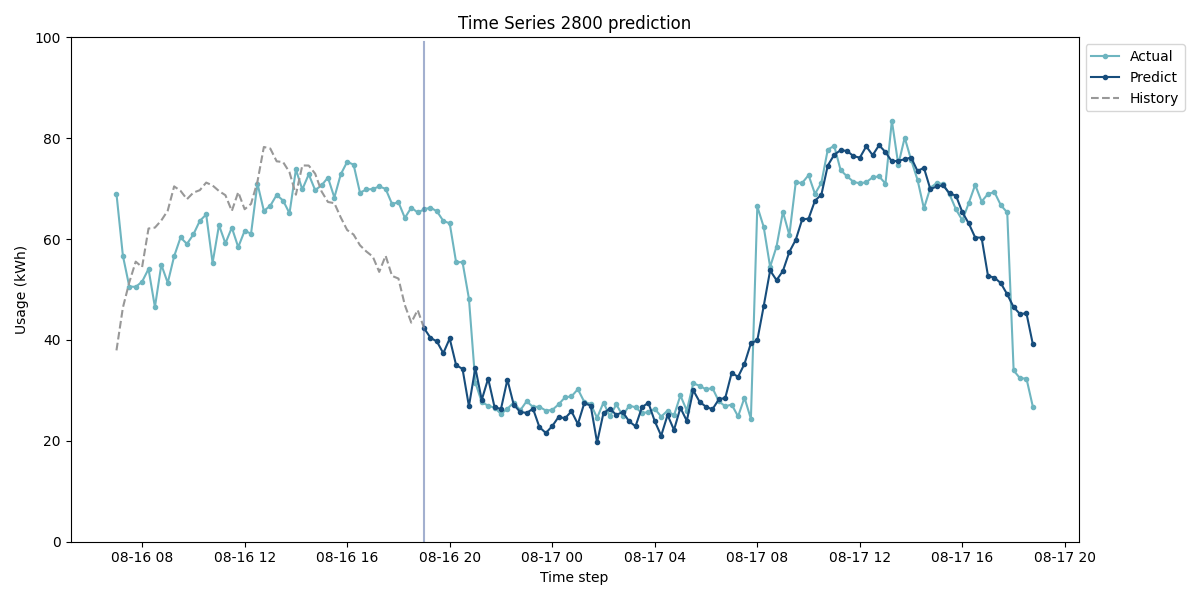 Time Series 2800 prediction
100
80
60
40
20
0
Usage (kWh)
08-16 08
08-16 12
08-16 16
08-16 20
08-17 00
08-17 04
08-17 08
08-17 12
08-17 16
08-17 20
Time step
Actual
Predict
History